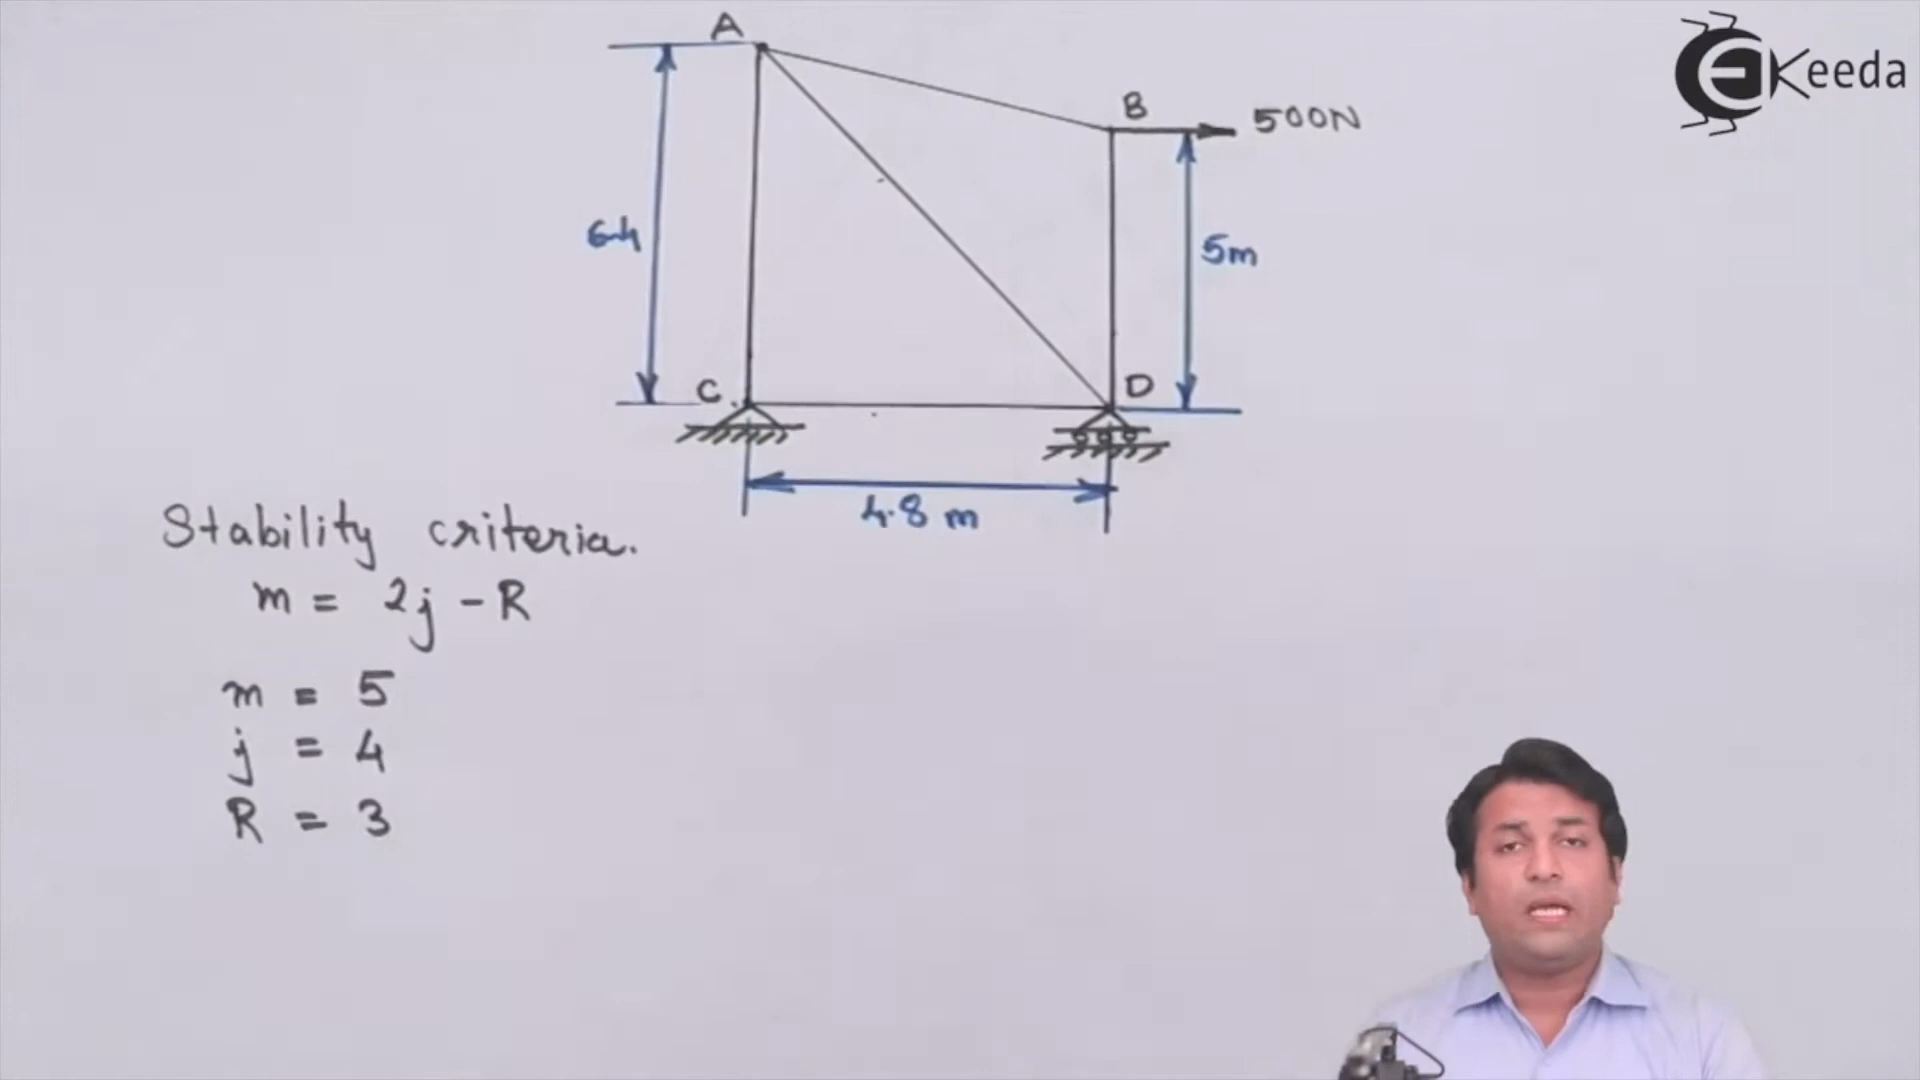 A
Keeda
B
500N
6.4
5m
C
D
4.8 m
Stability criteria.
m = 2j - R
m = 5
j = 4
R = 3